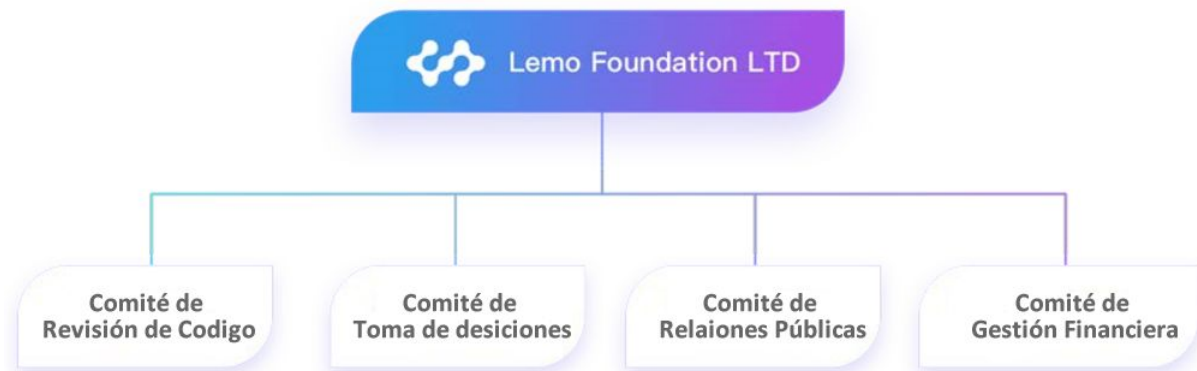 Lemo Foundation LTD
Comité de
Revisión de Codigo
Comité de
Toma de desiciones
Comité de
Relaiones Públicas
Comité de
Gestión Financiera